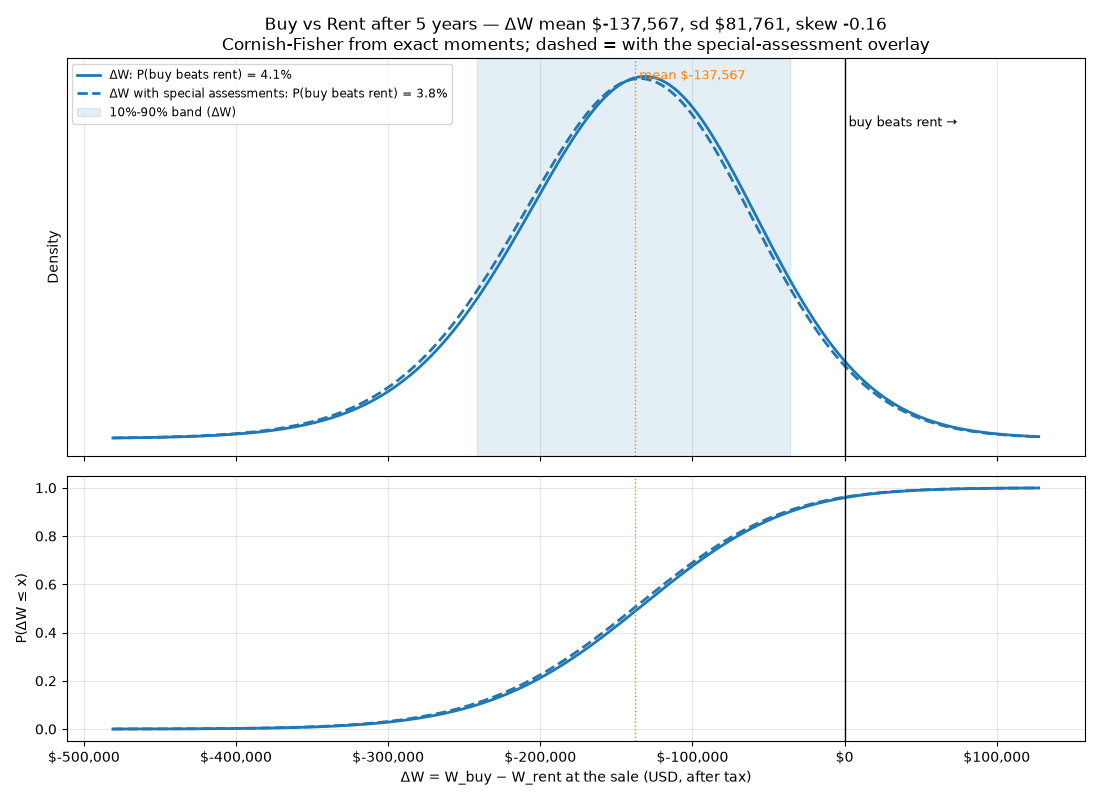 Buy vs Rent after 5 years — ΔW mean $-137,567, sd $81,761, skew -0.16
Cornish-Fisher from exact moments; dashed = with the special-assessment overlay
ΔW: P(buy beats rent) = 4.1%
ΔW with special assessments: P(buy beats rent) = 3.8%
10%-90% band (ΔW)
mean $-137,567
buy beats rent →
Density
1.0
0.8
0.6
0.4
0.2
0.0
P(ΔW ≤ x)
$-500,000
$-400,000
$-300,000
$-200,000
$-100,000
$0
$100,000
ΔW = W_buy − W_rent at the sale (USD, after tax)